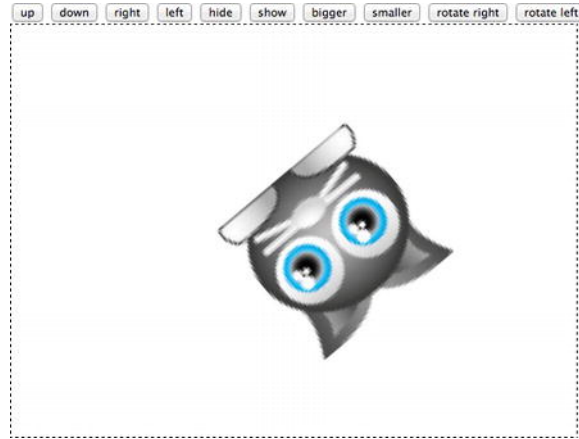 up down right left hide show bigger smaller rotate right rotate left